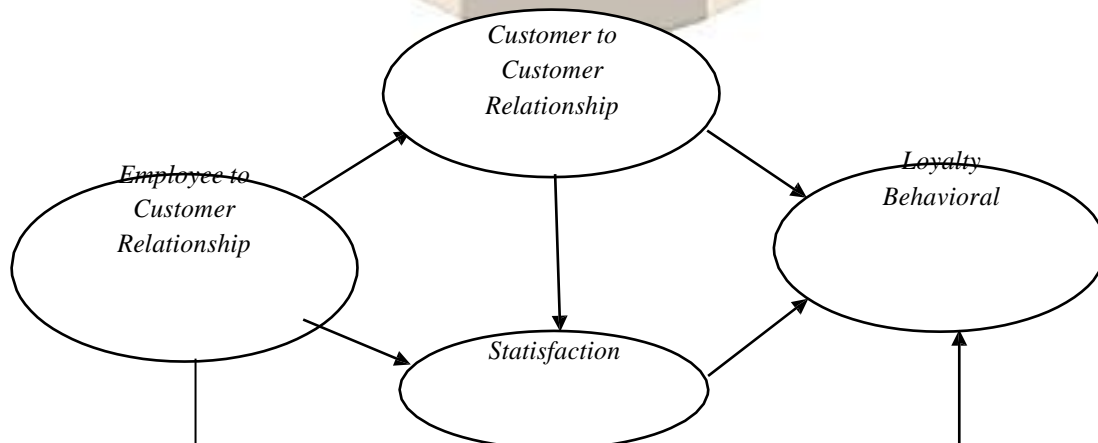 Customer to
Customer
Relationship
Employee to
Customer
Relationship
Loyalty
Behavioral
Statisfaction